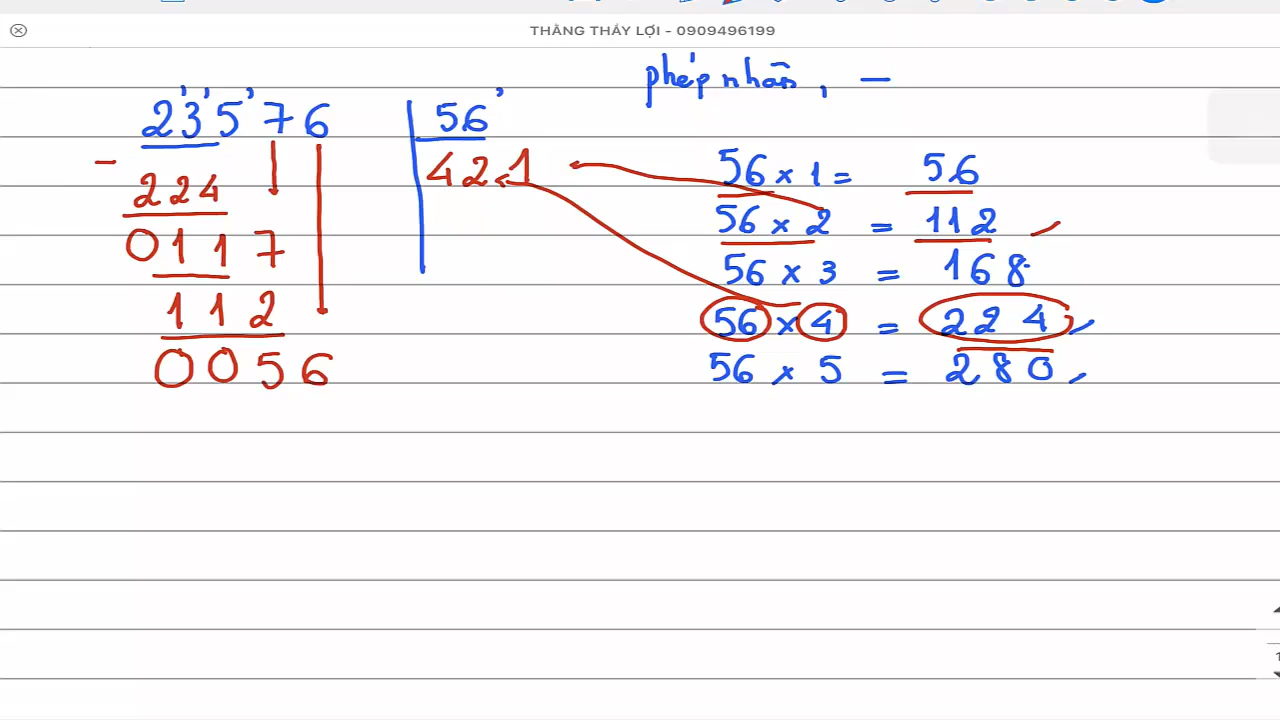 THẰNG THẦY LỢI - 0909496199
phép nhân, –
23576 | 56
- 224 421
0117
112
0056
56 × 1 = 56
56 × 2 = 112
56 × 3 = 168
56 × 4 = 224
56 × 5 = 280
1